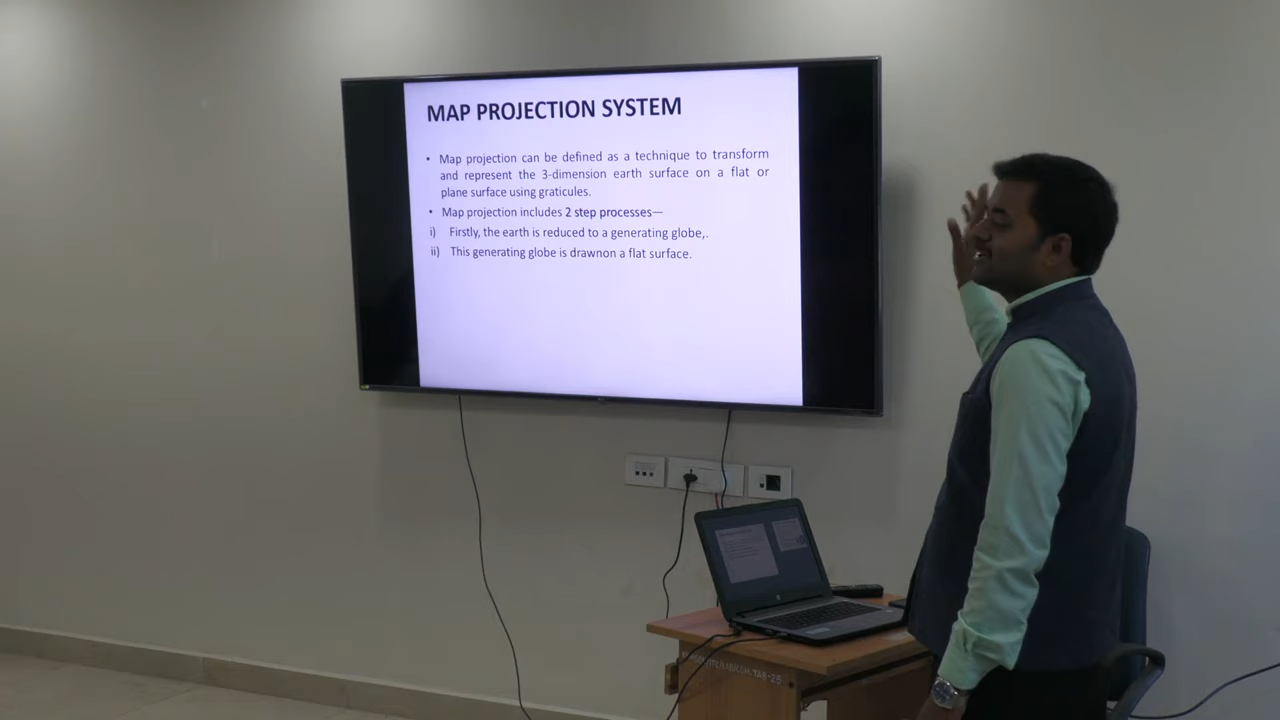 MAP PROJECTION SYSTEM
• Map projection can be defined as a technique to transform
and represent the 3-dimension earth surface on a flat or
plane surface using graticules.
• Map projection includes 2 step processes—
i) Firstly, the earth is reduced to a generating globe,.
ii) This generating globe is drawnon a flat surface.